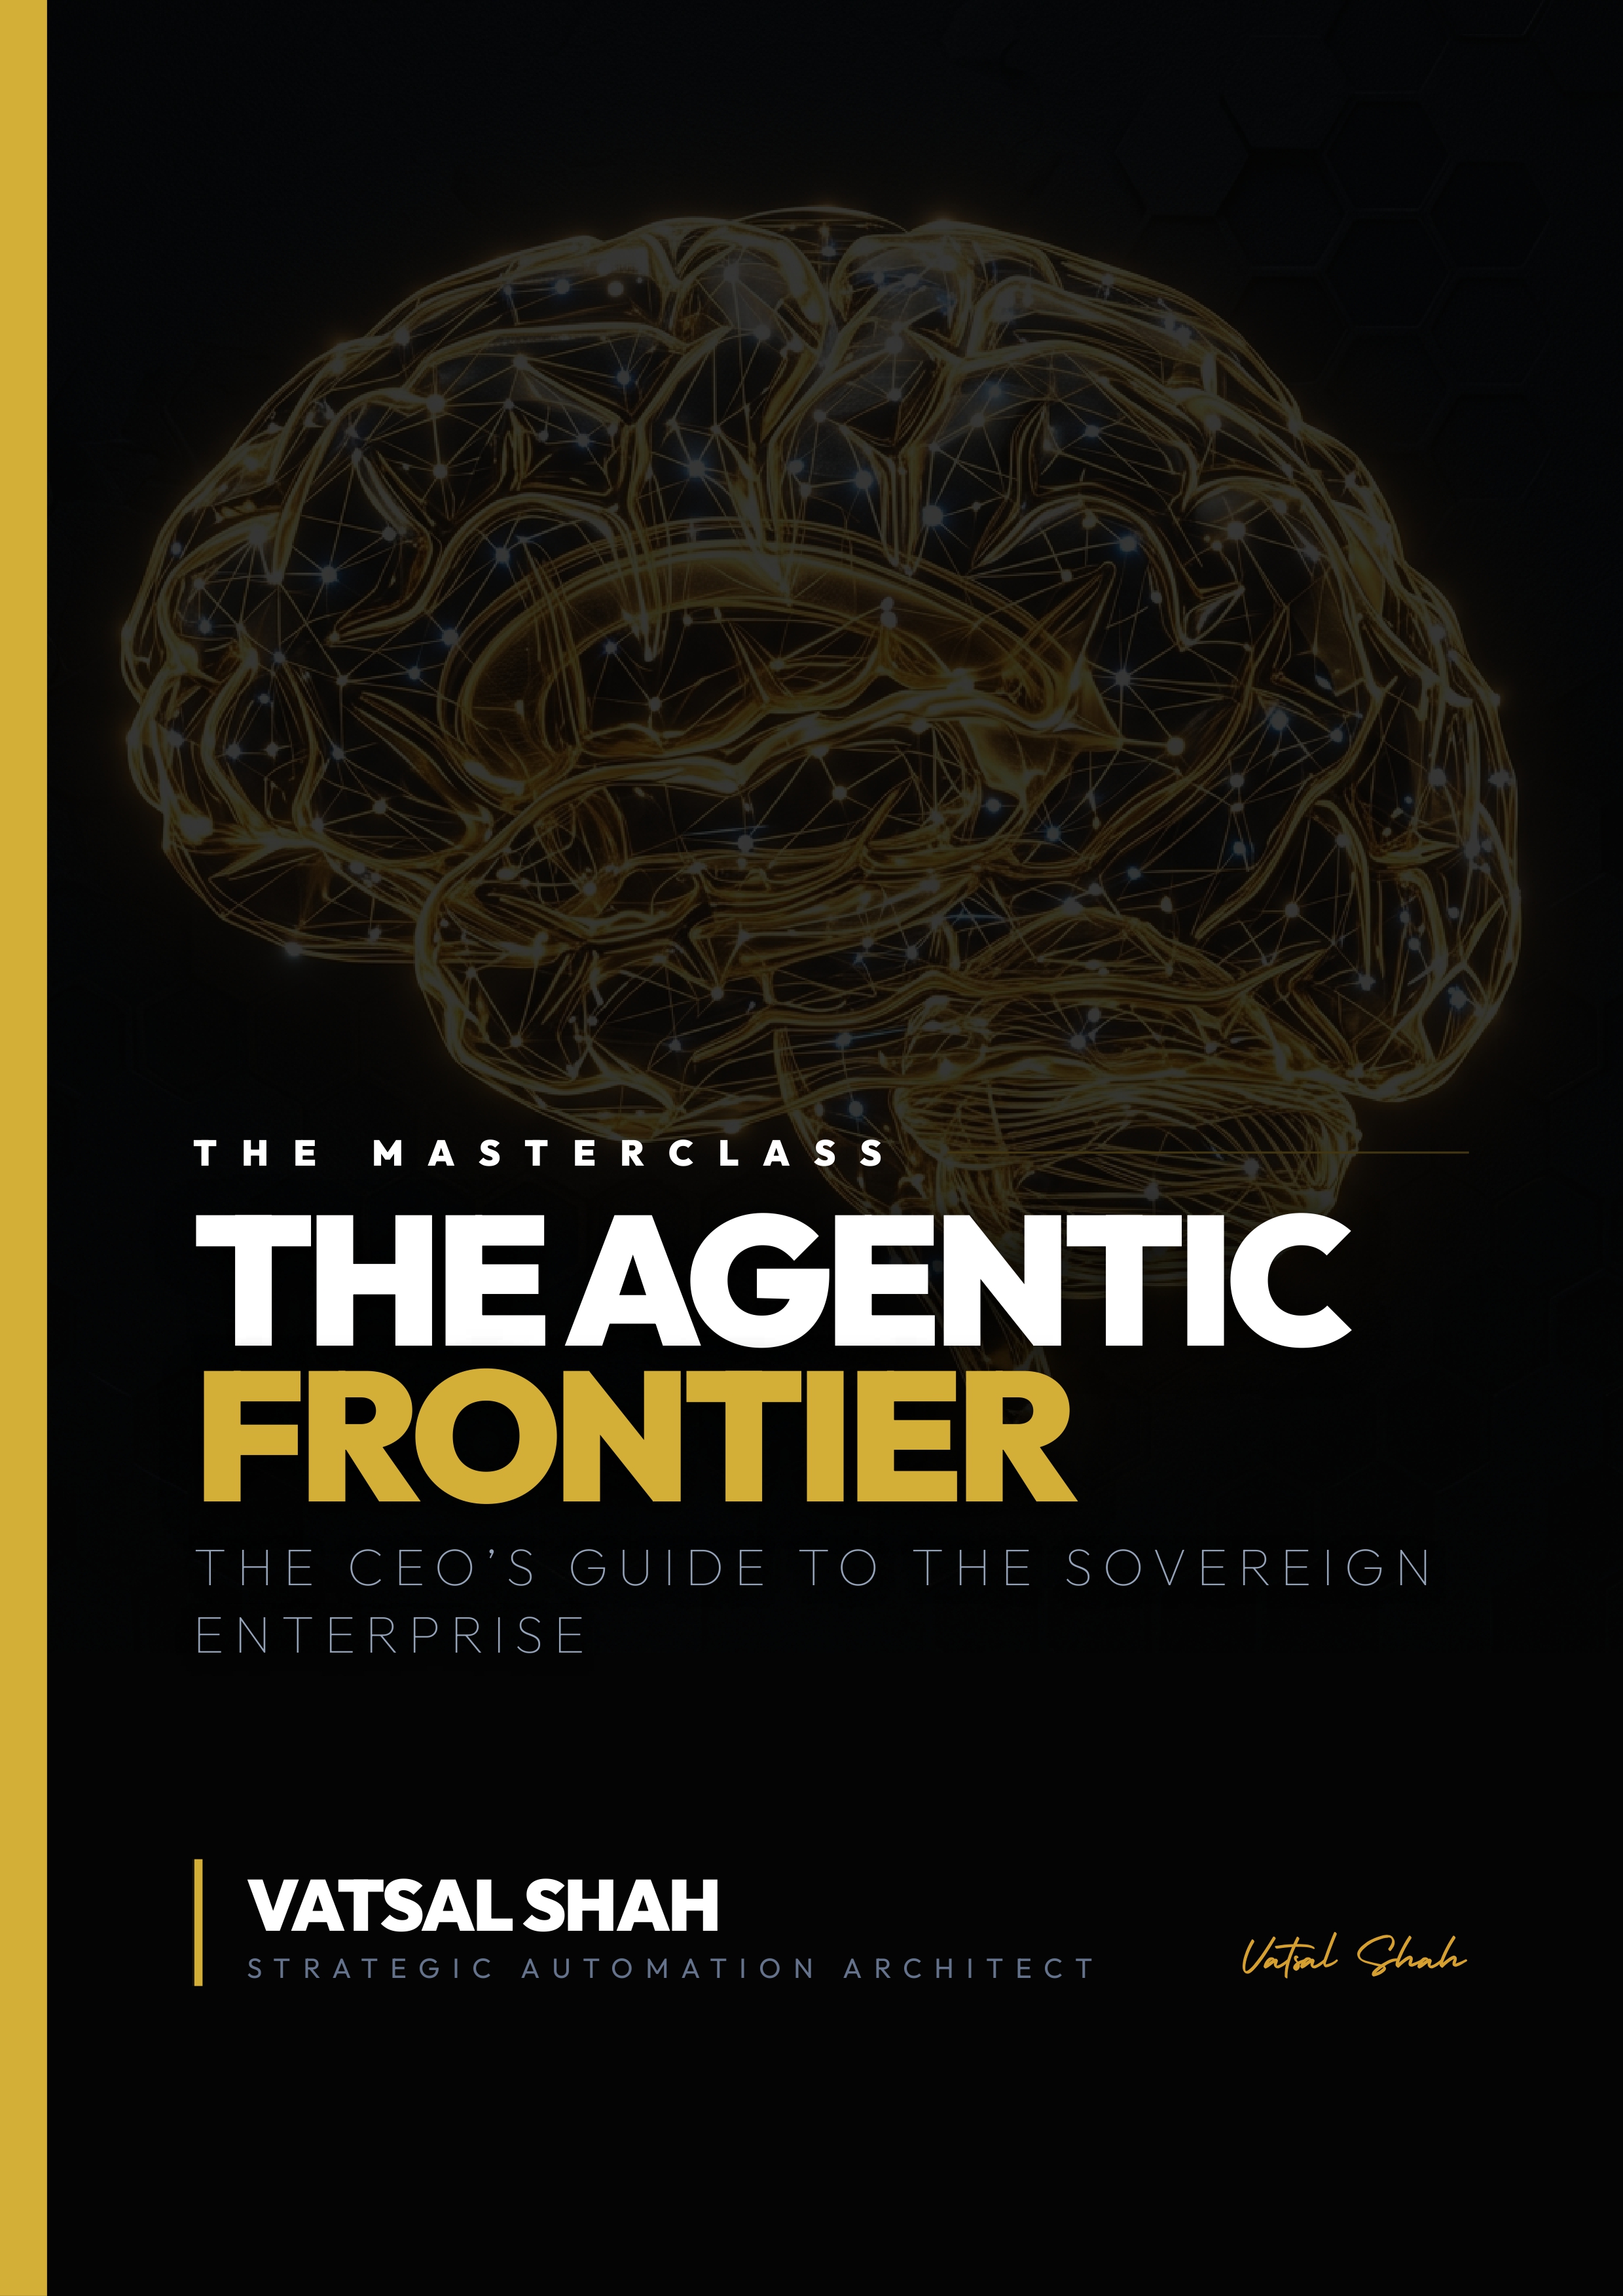 THE MASTERCLASS
THE AGENTIC
FRONTIER
THE CEO’S GUIDE TO THE SOVEREIGN
ENTERPRISE
VATSAL SHAH
STRATEGIC AUTOMATION ARCHITECT
Vatsal Shah